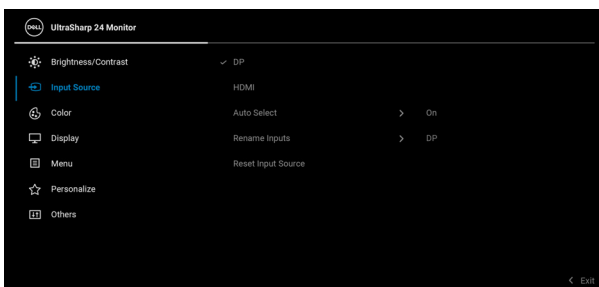 DELL UltraSharp 24 Monitor
Brightness/Contrast DP
Input Source HDMI
Color Auto Select On
Display Rename Inputs DP
Menu Reset Input Source
Personalize
Others
Exit